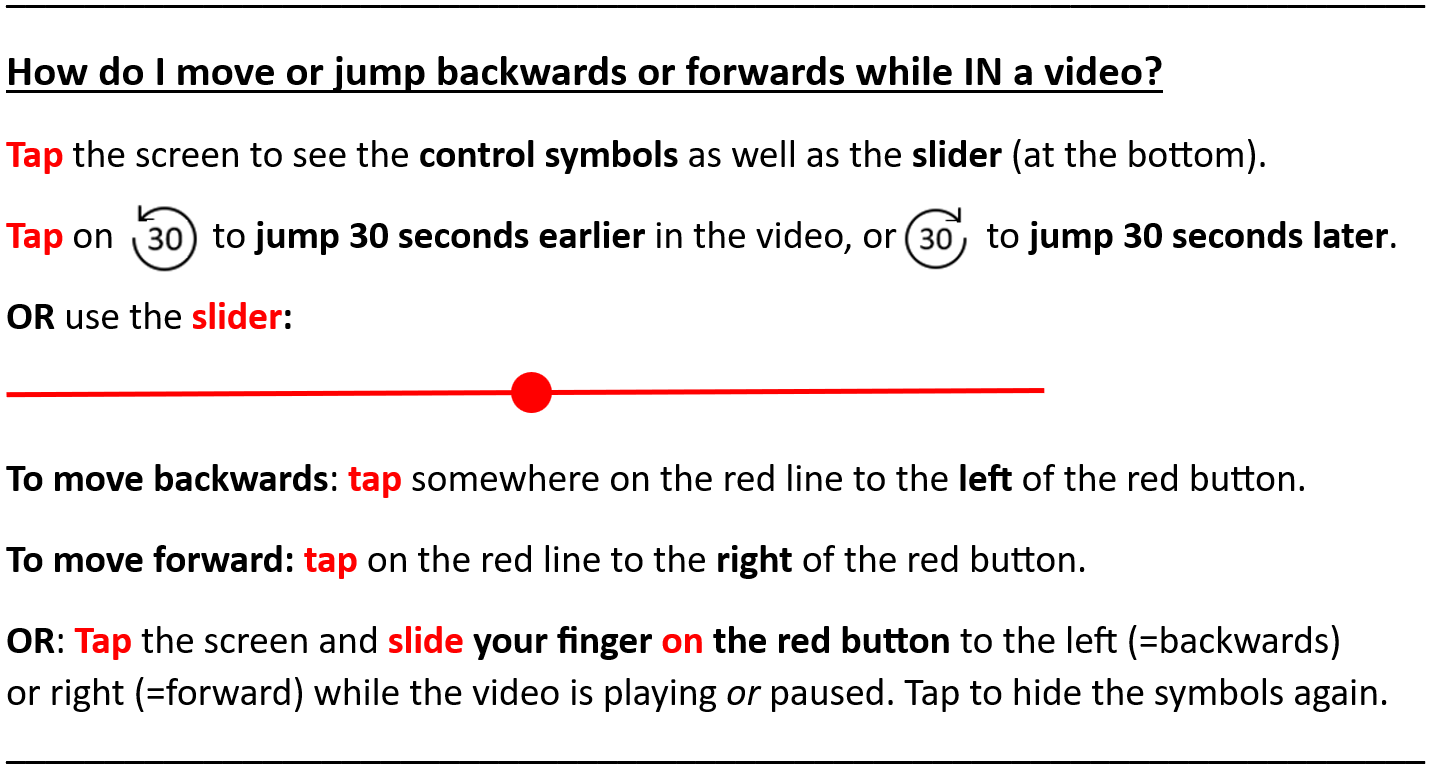 How do I move or jump backwards or forwards while IN a video?
Tap the screen to see the control symbols as well as the slider (at the bottom).
Tap on 30 to jump 30 seconds earlier in the video, or 30 to jump 30 seconds later.
OR use the slider:
To move backwards: tap somewhere on the red line to the left of the red button.
To move forward: tap on the red line to the right of the red button.
OR: Tap the screen and slide your finger on the red button to the left (=backwards)
or right (=forward) while the video is playing or paused. Tap to hide the symbols again.